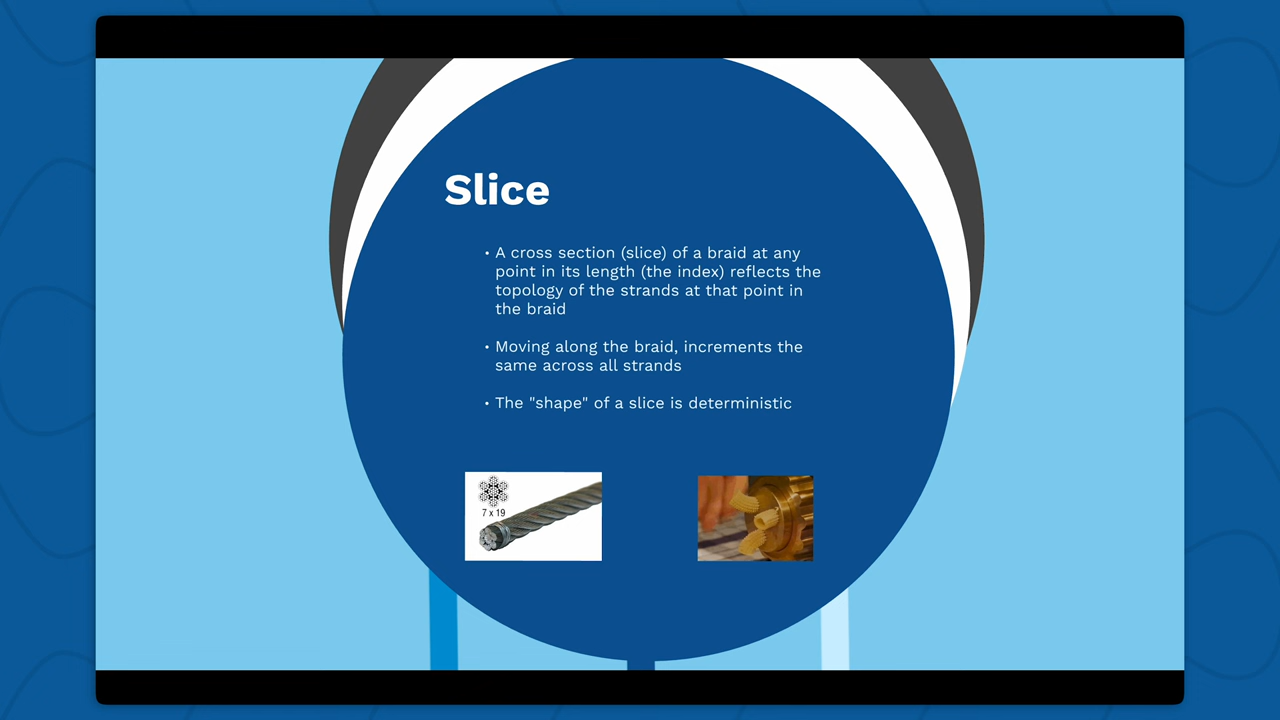 Slice
• A cross section (slice) of a braid at any
point in its length (the index) reflects the
topology of the strands at that point in
the braid
• Moving along the braid, increments the
same across all strands
• The "shape" of a slice is deterministic
7 x 19